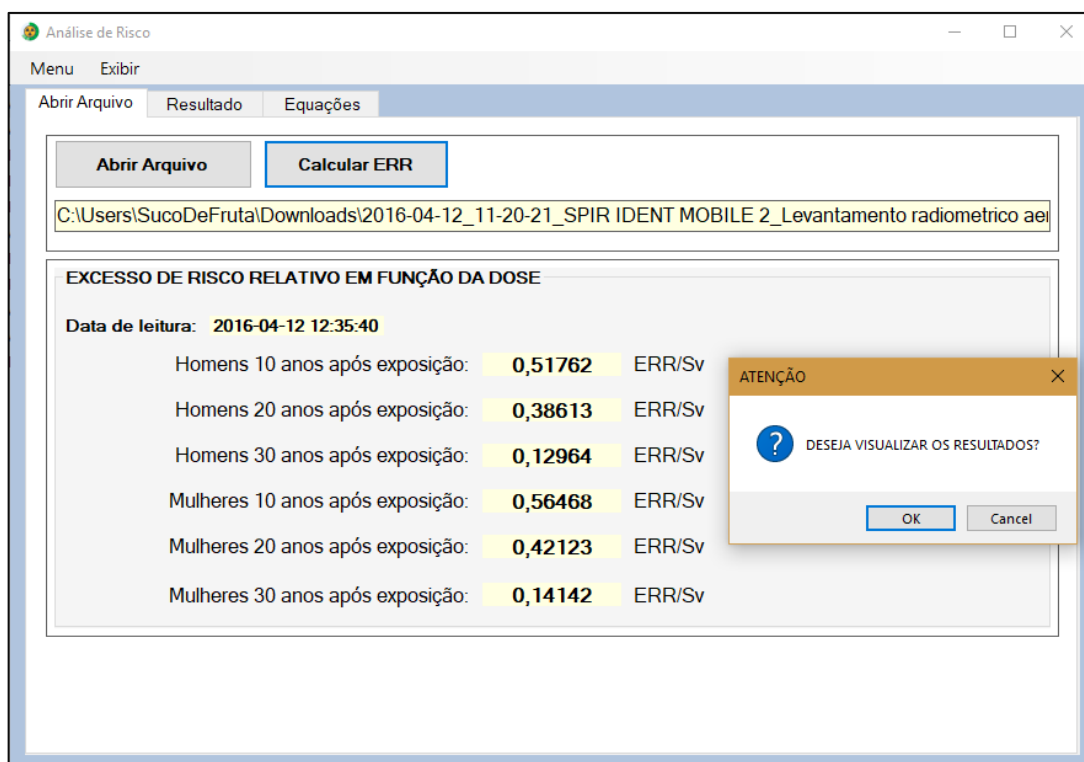 Análise de Risco
Menu Exibir
Abrir Arquivo Resultado Equações
Abrir Arquivo Calcular ERR
C:\Users\SucoDeFruta\Downloads\2016-04-12_11-20-21_SPIR IDENT MOBILE 2_Levantamento radiometrico
EXCESSO DE RISCO RELATIVO EM FUNÇÃO DA DOSE
Data de leitura: 2016-04-12 12:35:40
Homens 10 anos após exposição: 0,51762 ERR/Sv
Homens 20 anos após exposição: 0,38613 ERR/Sv
Homens 30 anos após exposição: 0,12964 ERR/Sv
Mulheres 10 anos após exposição: 0,56468 ERR/Sv
Mulheres 20 anos após exposição: 0,42123 ERR/Sv
Mulheres 30 anos após exposição: 0,14142 ERR/Sv
ATENÇÃO
DESEJA VISUALIZAR OS RESULTADOS?
OK Cancel